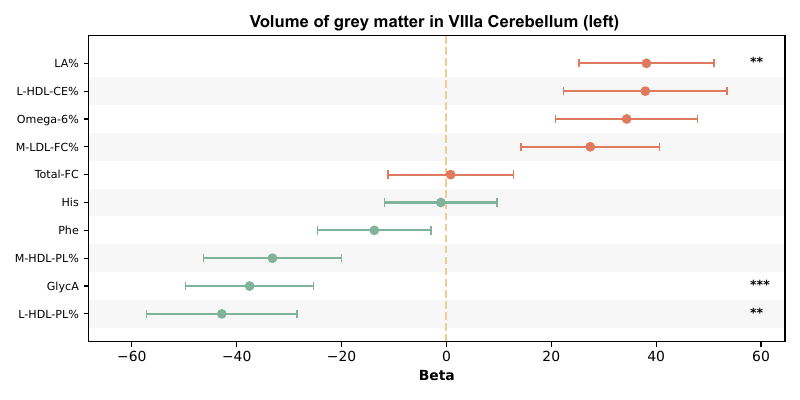 Volume of grey matter in VIIIa Cerebellum (left)
LA% **
L-HDL-CE%
Omega-6%
M-LDL-FC%
Total-FC
His
Phe
M-HDL-PL%
GlycA ***
L-HDL-PL% **
−60 −40 −20 0 20 40 60
Beta